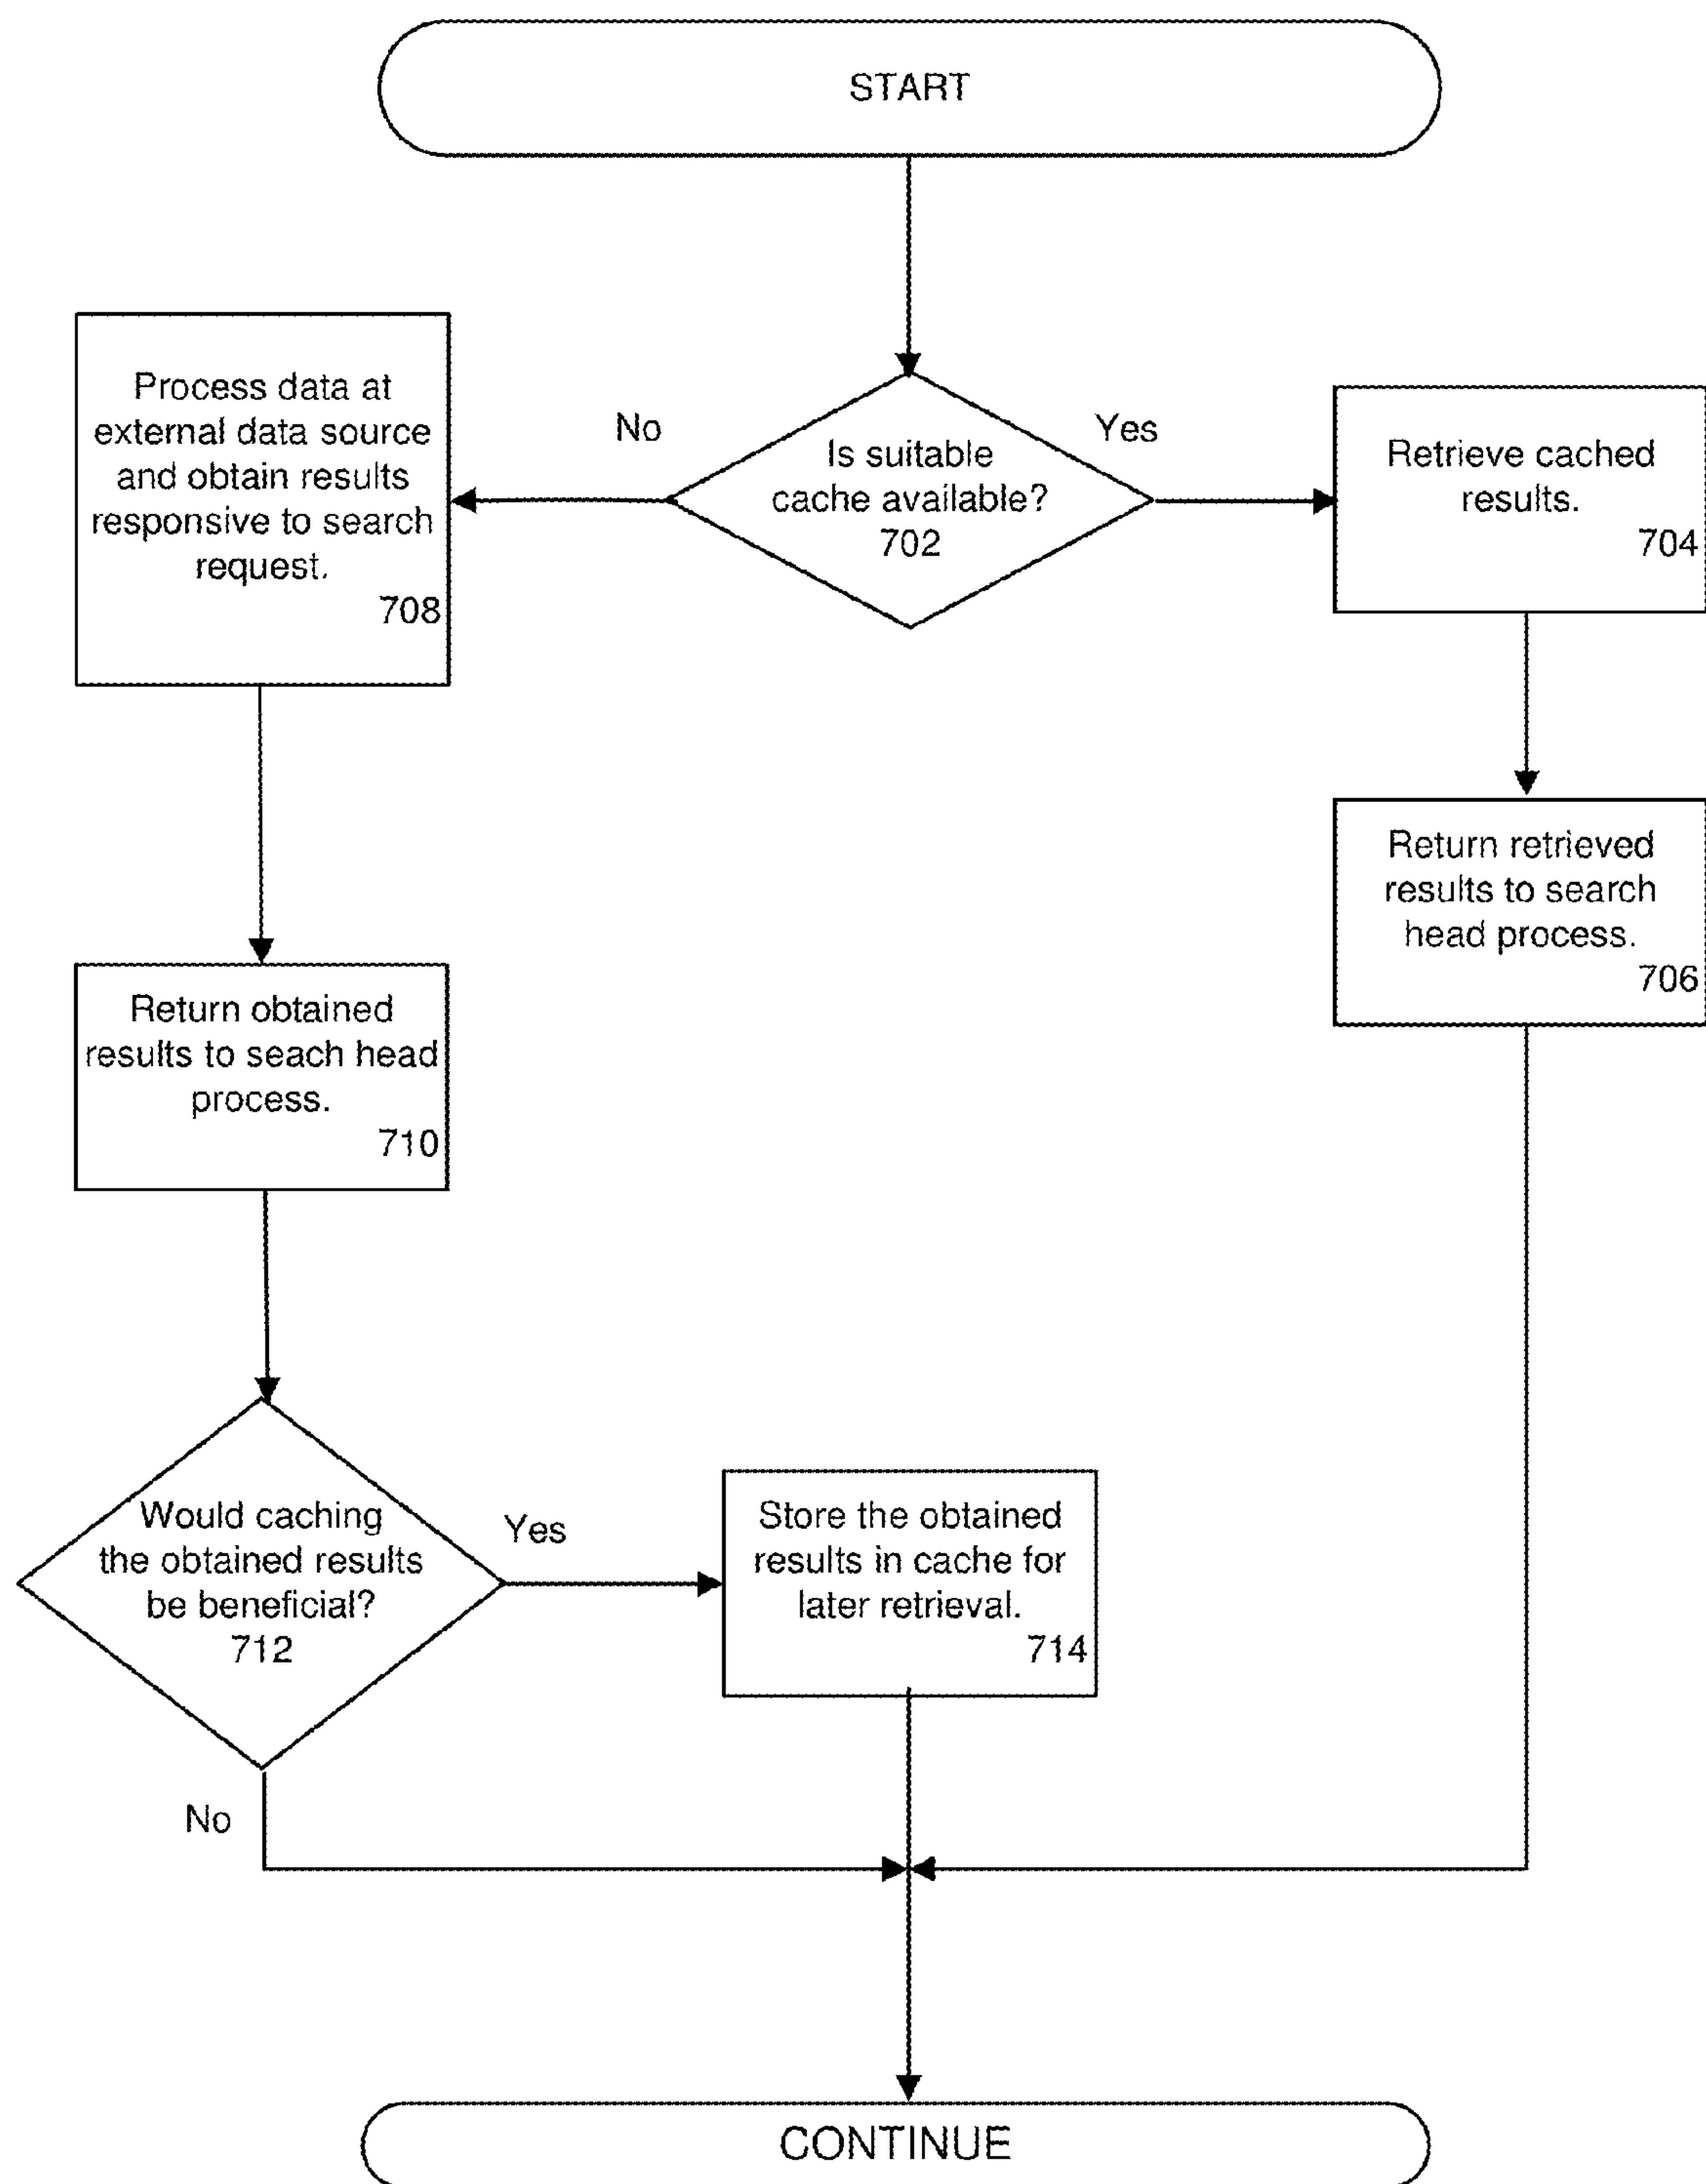 START
Process data at
external data source
and obtain results
responsive to search
request.
708
No
Is suitable
cache available?
702
Yes
Retrieve cached
results.
704
Return retrieved
results to search
head process.
706
Return obtained
results to seach head
process.
710
Would caching
the obtained results
be beneficial?
712
Yes
Store the obtained
results in cache for
later retrieval.
714
No
CONTINUE